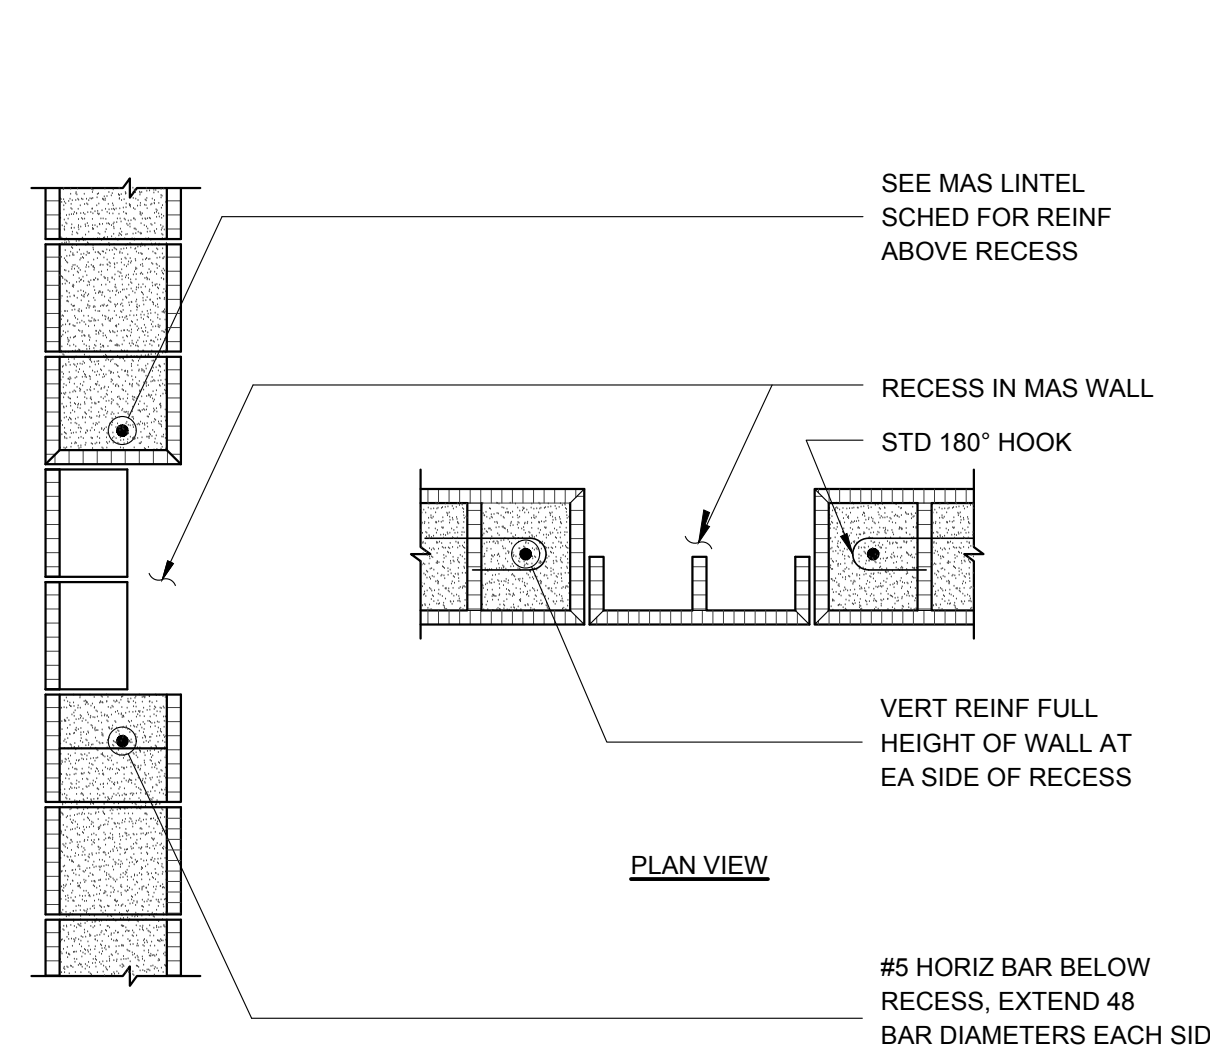 SEE MAS LINTEL
SCHED FOR REINF
ABOVE RECESS
RECESS IN MAS WALL
STD 180° HOOK
VERT REINF FULL
HEIGHT OF WALL AT
EA SIDE OF RECESS
PLAN VIEW
#5 HORIZ BAR BELOW
RECESS, EXTEND 48
BAR DIAMETERS EACH SID